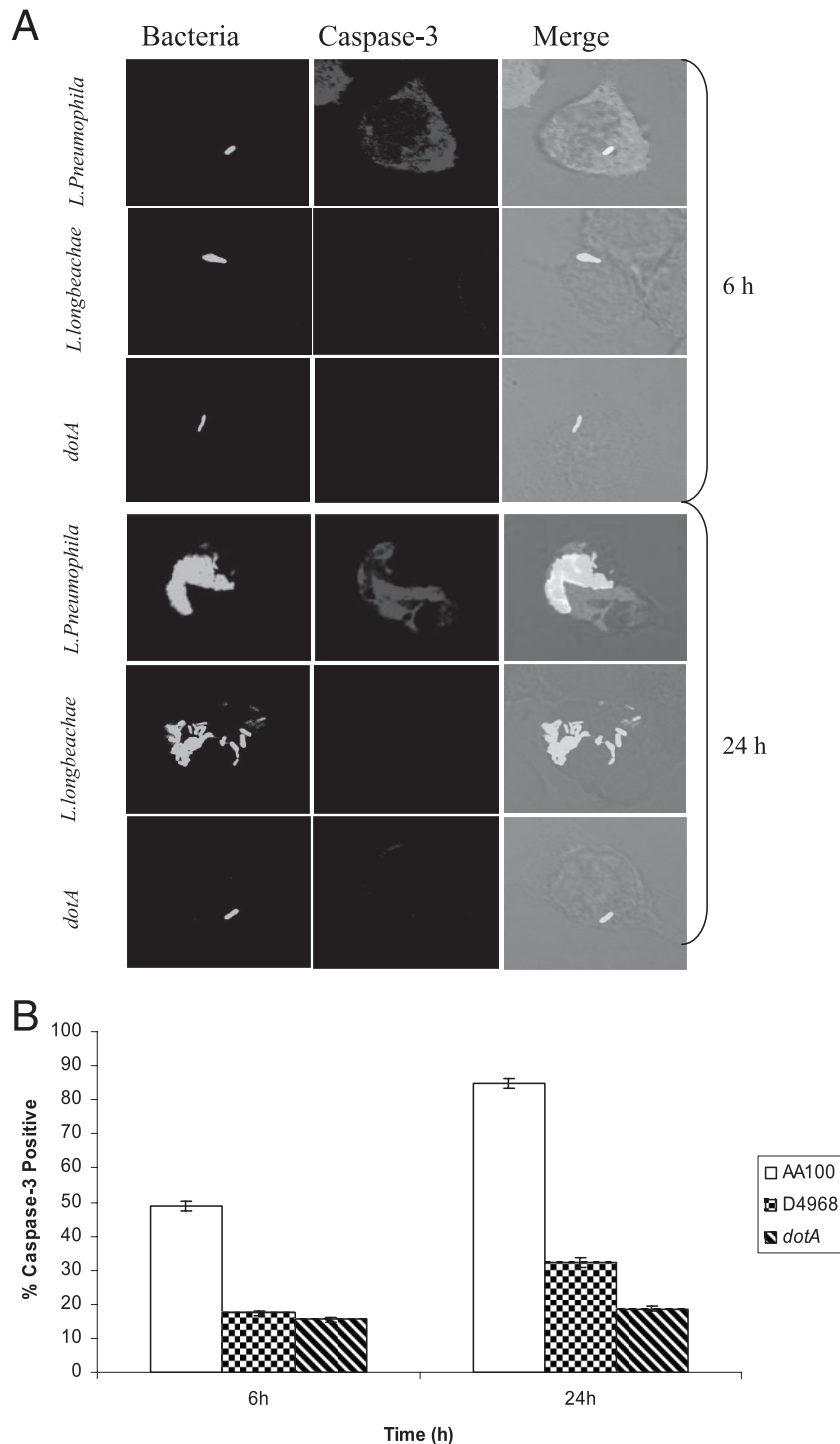 A
Bacteria Caspase-3 Merge
L.Pneumophila
L.longbeachae
dotA
6 h
L.Pneumophila
L.longbeachae
dotA
24 h
B
100
90
80
70
60
50
40
30
20
10
0
% Caspase-3 Positive
6h 24h
Time (h)
AA100
D4968
dotA